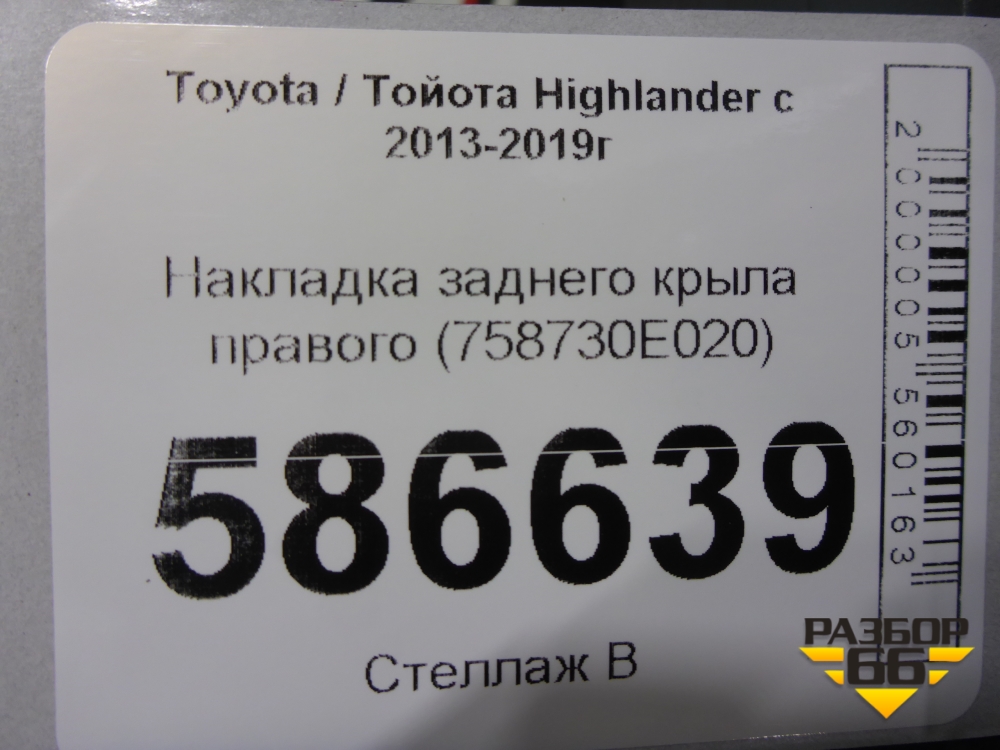 Toyota / Тойота Highlander с
2013-2019г
Накладка заднего крыла
правого (758730E020)
586639
Стеллаж В
2000005560163
РАЗБОР
66